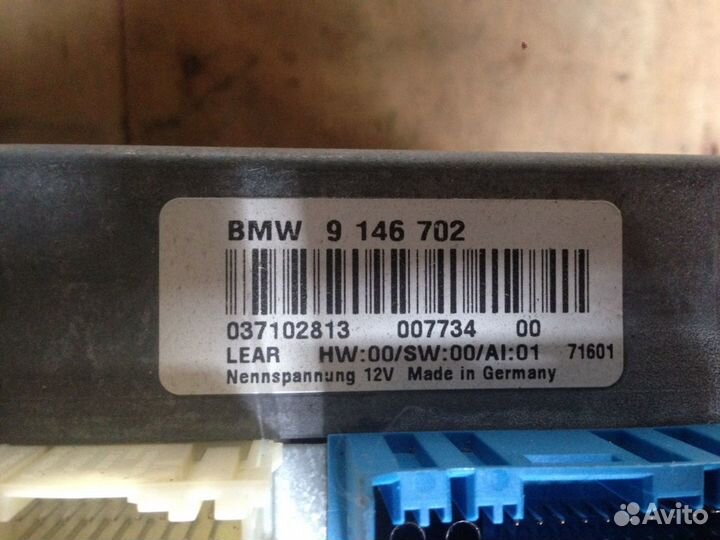 BMW 9 146 702
037102813 007734 00
LEAR HW:00/SW:00/AI:01 71601
Nennspannung 12V Made in Germany
Avito